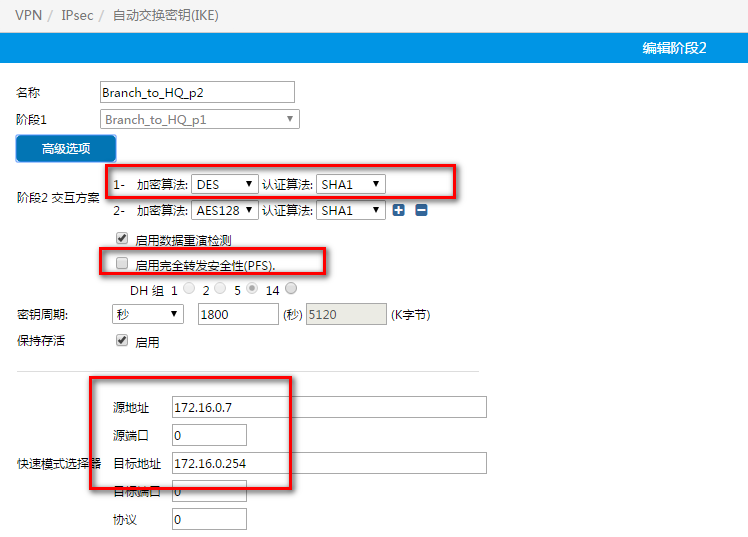 VPN / IPsec / 自动交换密钥(IKE)
编辑阶段2
名称 Branch_to_HQ_p2
阶段1 Branch_to_HQ_p1
高级选项
阶段2 交互方案 1- 加密算法: DES 认证算法: SHA1
2- 加密算法: AES128 认证算法: SHA1
启用数据重演检测
启用完全转发安全性(PFS).
DH 组 1 2 5 14
密钥周期: 秒 1800 (秒) 5120 (K字节)
保持存活 启用
快速模式选择器
源地址 172.16.0.7
源端口 0
目标地址 172.16.0.254
目标端口 0
协议 0